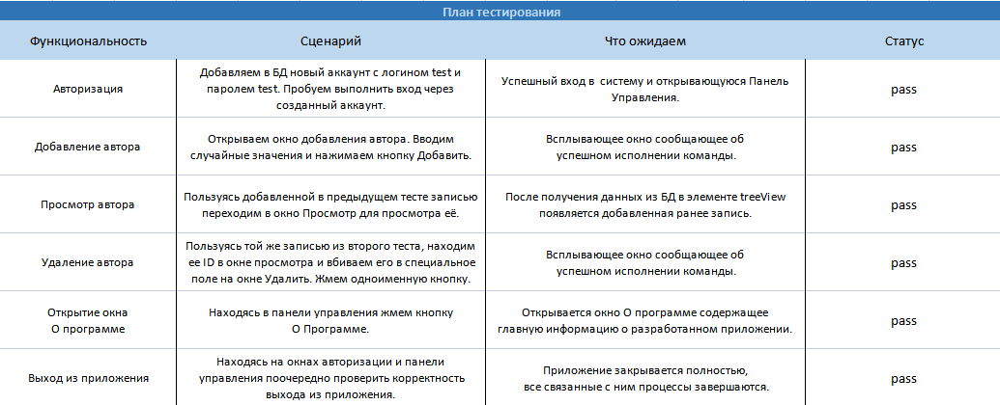 План тестирования
Функциональность
Сценарий
Что ожидаем
Статус
Авторизация
Добавляем в БД новый аккаунт с логином test и
паролем test. Пробуем выполнить вход через
созданный аккаунт.
Успешный вход в систему и открывающуюся Панель
Управления.
pass
Добавление автора
Открываем окно добавления автора. Вводим
случайные значения и нажимаем кнопку Добавить.
Всплывающее окно сообщающее об
успешном исполнении команды.
pass
Просмотр автора
Пользуясь добавленной в предыдущем тесте записью
переходим в окно Просмотр для просмотра её.
После получения данных из БД в элементе treeView
появляется добавленная ранее запись.
pass
Удаление автора
Пользуясь той же записью из второго теста, находим
ее ID в окне просмотра и вбиваем его в специальное
поле на окне Удалить. Жмем одноименную кнопку.
Всплывающее окно сообщающее об
успешном исполнении команды.
pass
Открытие окна
О программе
Находясь в панели управления жмем кнопку
О Программе.
Открывается окно О программе содержащее
главную информацию о разработанном приложении.
pass
Выход из приложения
Находясь на окнах авторизации и панели
управления поочередно проверить корректность
выхода из приложения.
Приложение закрывается полностью,
все связанные с ним процессы завершаются.
pass